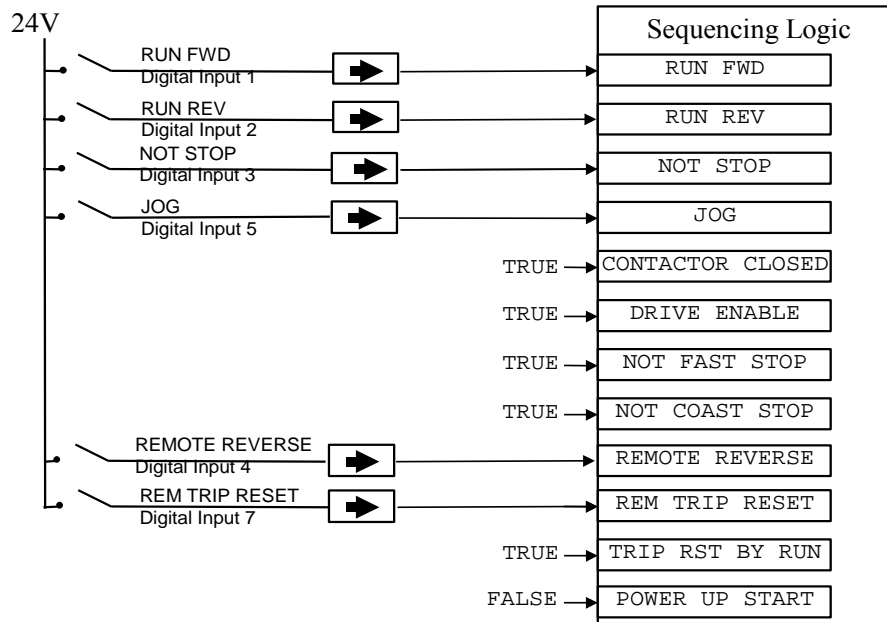 24V
Sequencing Logic
RUN FWD
Digital Input 1
RUN FWD
RUN REV
Digital Input 2
RUN REV
NOT STOP
Digital Input 3
NOT STOP
JOG
Digital Input 5
JOG
TRUE CONTACTOR CLOSED
TRUE DRIVE ENABLE
TRUE NOT FAST STOP
TRUE NOT COAST STOP
REMOTE REVERSE
Digital Input 4
REMOTE REVERSE
REM TRIP RESET
Digital Input 7
REM TRIP RESET
TRUE TRIP RST BY RUN
FALSE POWER UP START